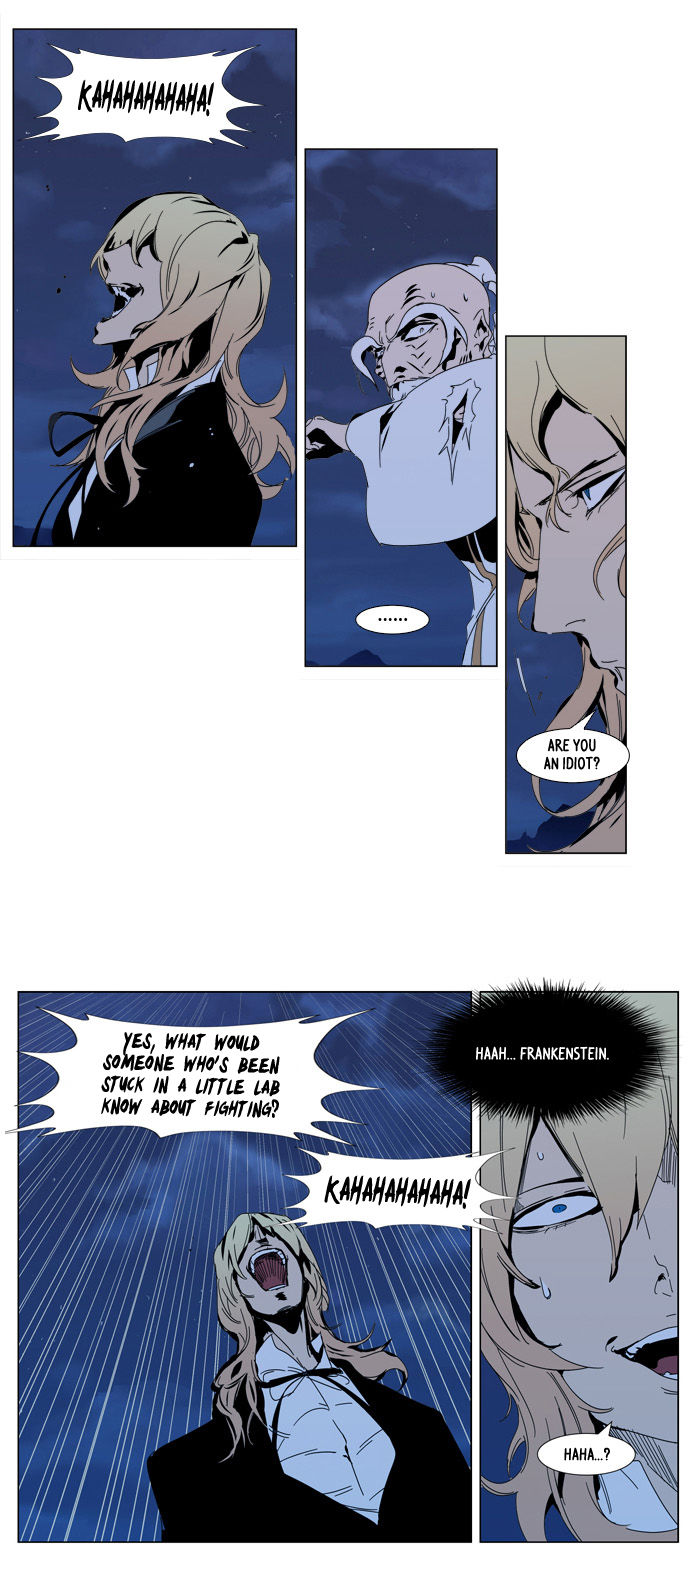 KAHAHAHAHAHA!
......
ARE YOU
AN IDIOT?
YES, WHAT WOULD
SOMEONE WHO'S BEEN
STUCK IN A LITTLE LAB
KNOW ABOUT FIGHTING?
HAAH... FRANKENSTEIN.
KAHAHAHAHAHA!
HAHA...?